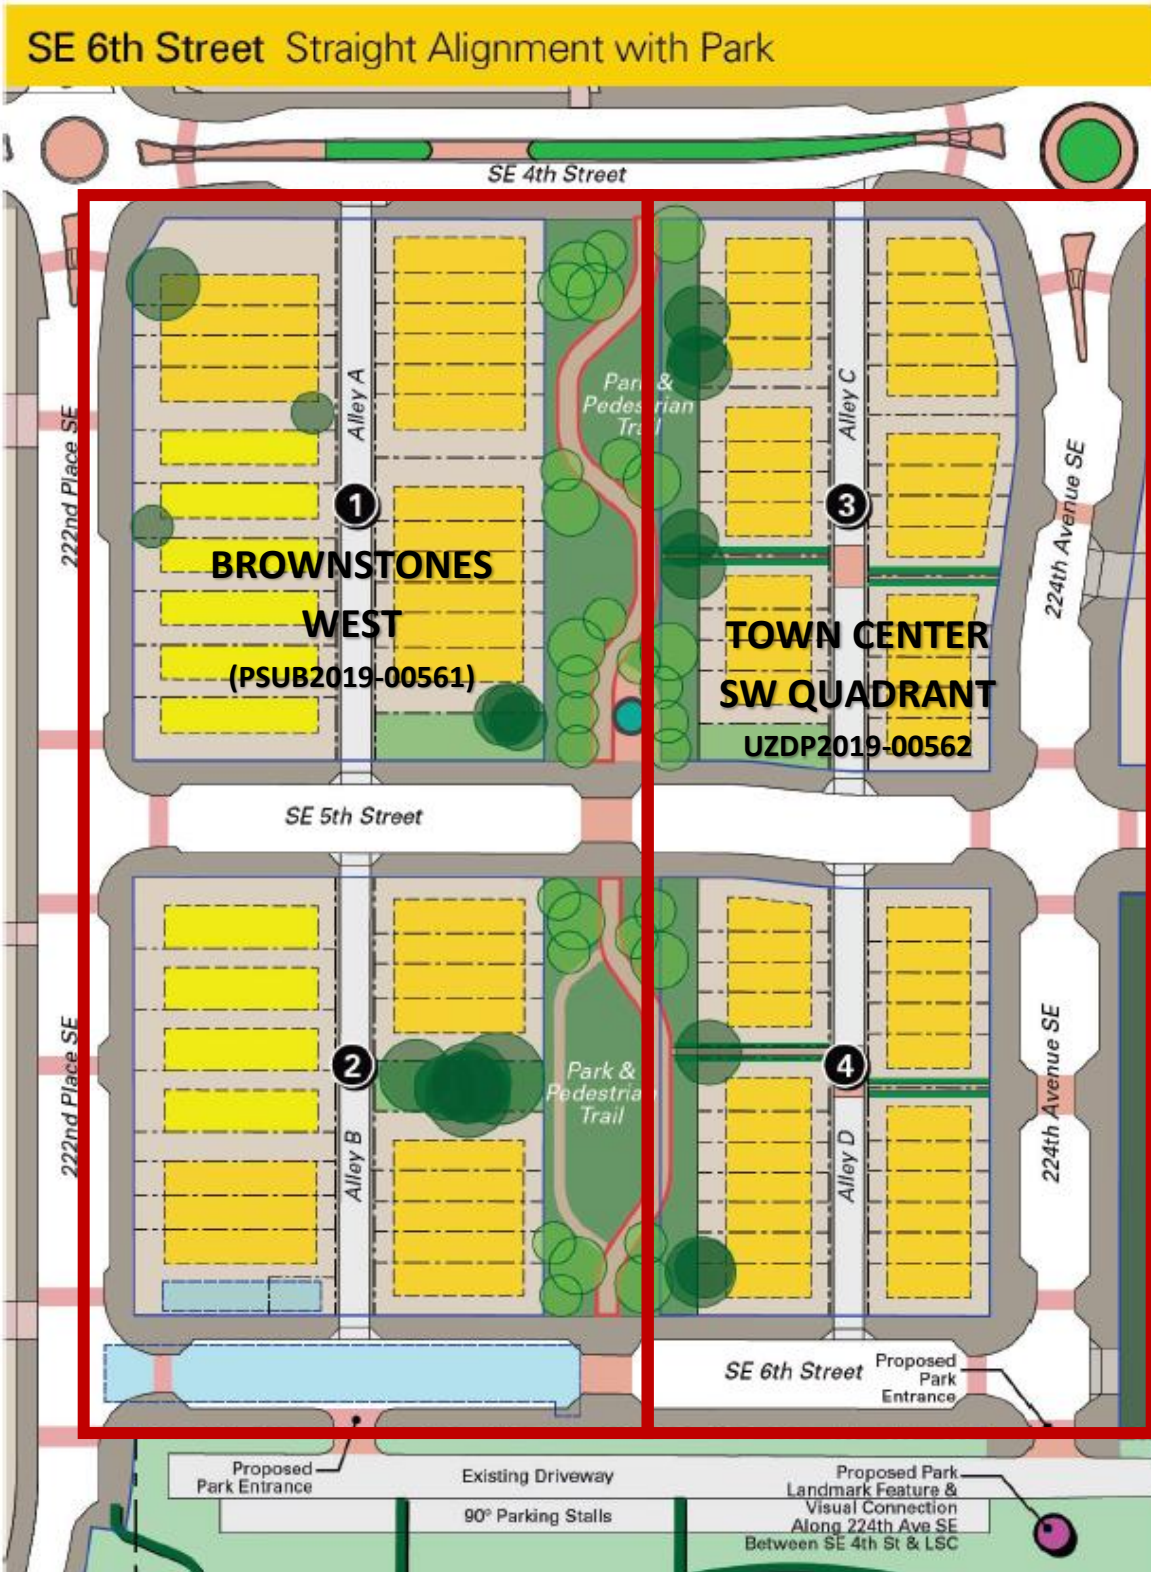 SE 6th Street Straight Alignment with Park
SE 4th Street
Alley A
Alley C
Park &
Pedestrian
Trail
222nd Place SE
224th Avenue SE
1
3
BROWNSTONES
WEST
(PSUB2019-00561)
TOWN CENTER
SW QUADRANT
UZDP2019-00562
SE 5th Street
222nd Place SE
224th Avenue SE
2
4
Park &
Pedestrian
Trail
Alley B
Alley D
SE 6th Street
Proposed
Park
Entrance
Proposed
Park Entrance
Existing Driveway
90° Parking Stalls
Proposed Park
Landmark Feature &
Visual Connection
Along 224th Ave SE
Between SE 4th St & LSC